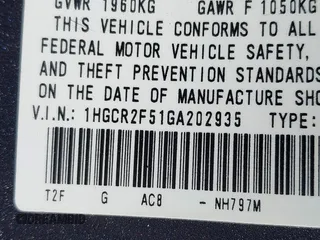 GVWR 1960KG GAWR F 1050KG
THIS VEHICLE CONFORMS TO ALL
FEDERAL MOTOR VEHICLE SAFETY,
AND THEFT PREVENTION STANDARDS
ON THE DATE OF MANUFACTURE SHO
V.I.N.: 1HGCR2F51GA202935 TYPE:
T2F G AC8 - NH797M